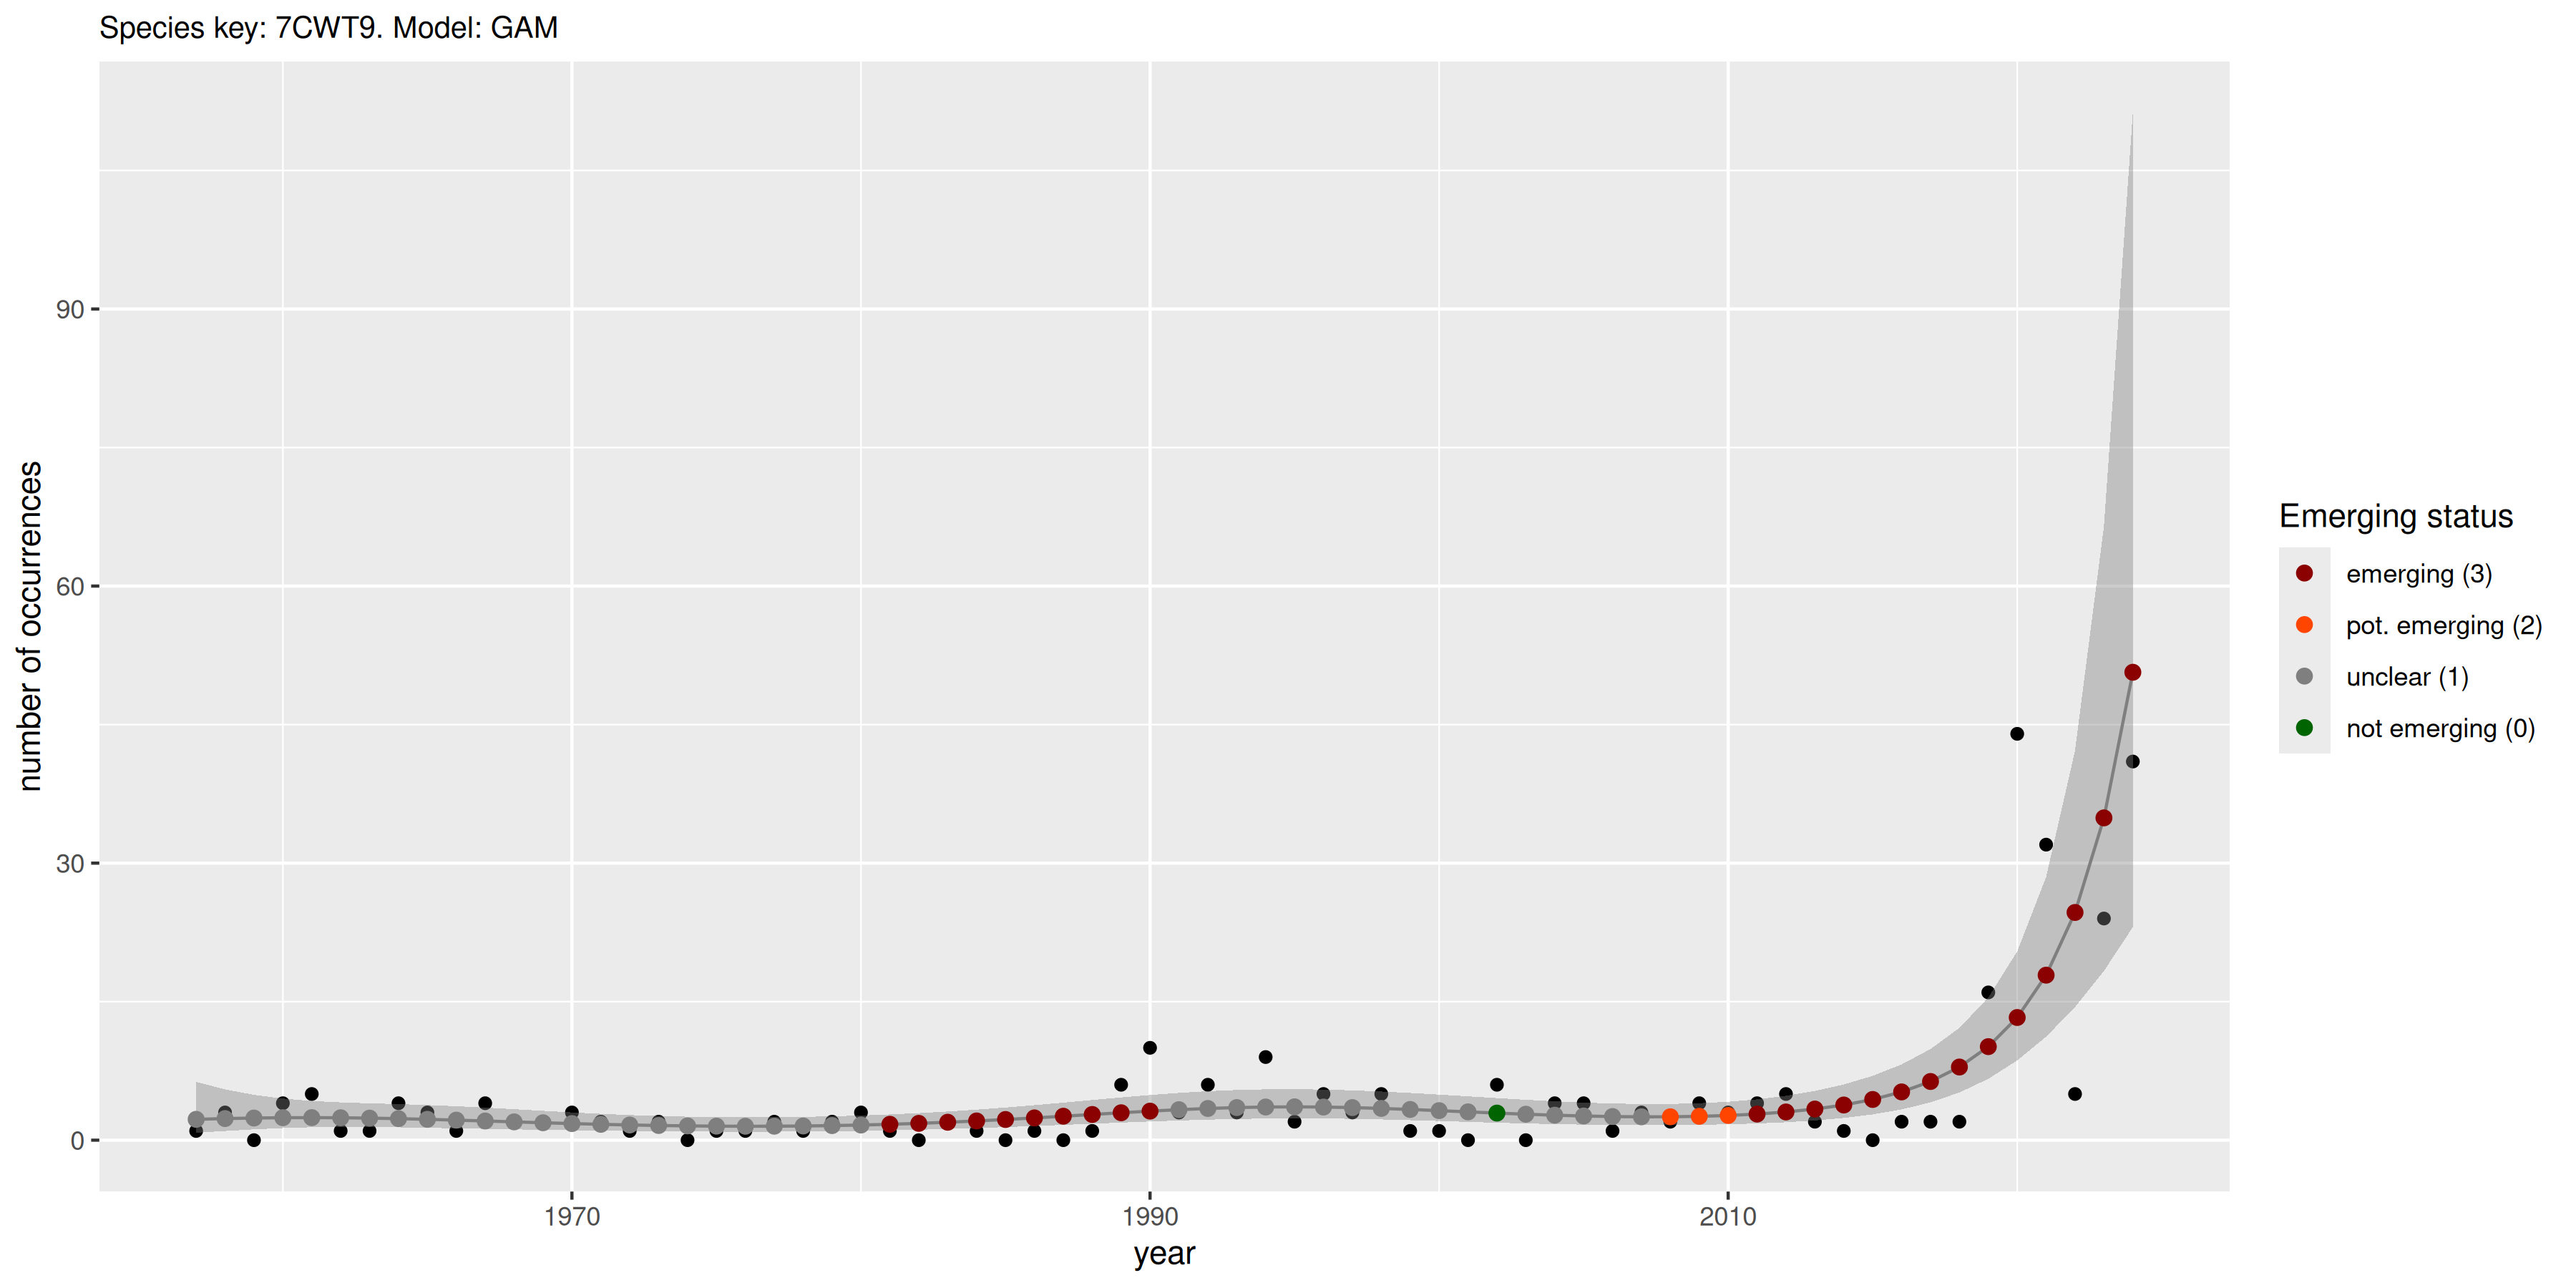 Species key: 7CWT9. Model: GAM
number of occurrences
90
60
30
0
1970
1990
2010
year
Emerging status
emerging (3)
pot. emerging (2)
unclear (1)
not emerging (0)